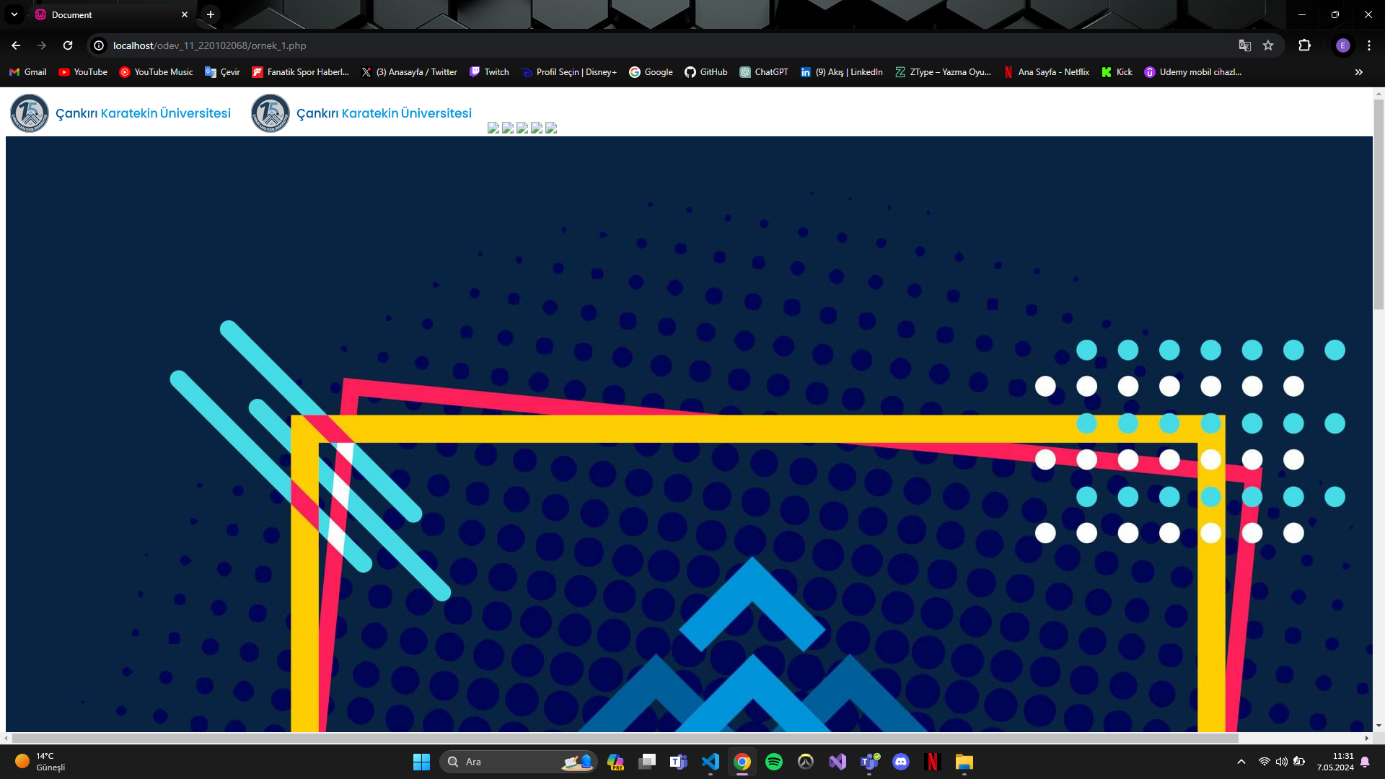 Document
localhost/odev_11_220102068/ornek_1.php
Gmail
YouTube
YouTube Music
Çevir
Fanatik Spor Haberl...
(3) Anasayfa / Twitter
Twitch
Profil Seçin | Disney+
Google
GitHub
ChatGPT
(9) Akış | LinkedIn
ZType – Yazma Oyu...
Ana Sayfa - Netflix
Kick
Udemy mobil cihazl...
E
Çankırı Karatekin Üniversitesi
Çankırı Karatekin Üniversitesi
14°C
Güneşli
Ara
11:31
7.05.2024